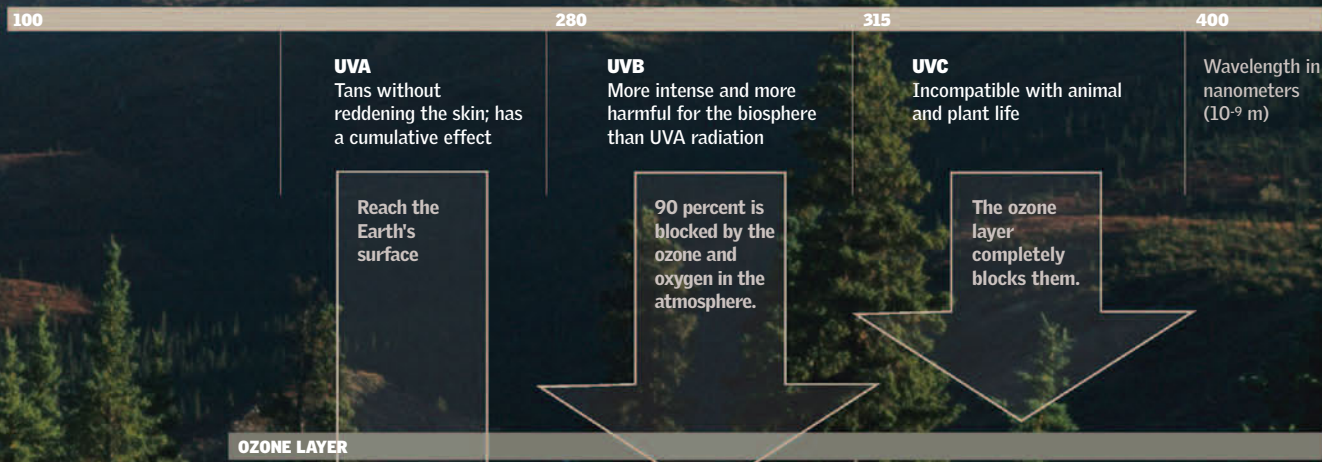 100 280 315 400
UVA
Tans without
reddening the skin; has
a cumulative effect
UVB
More intense and more
harmful for the biosphere
than UVA radiation
UVC
Incompatible with animal
and plant life
Wavelength in
nanometers
(10⁻⁹ m)
Reach the
Earth's
surface
90 percent is
blocked by the
ozone and
oxygen in the
atmosphere.
The ozone
layer
completely
blocks them.
OZONE LAYER